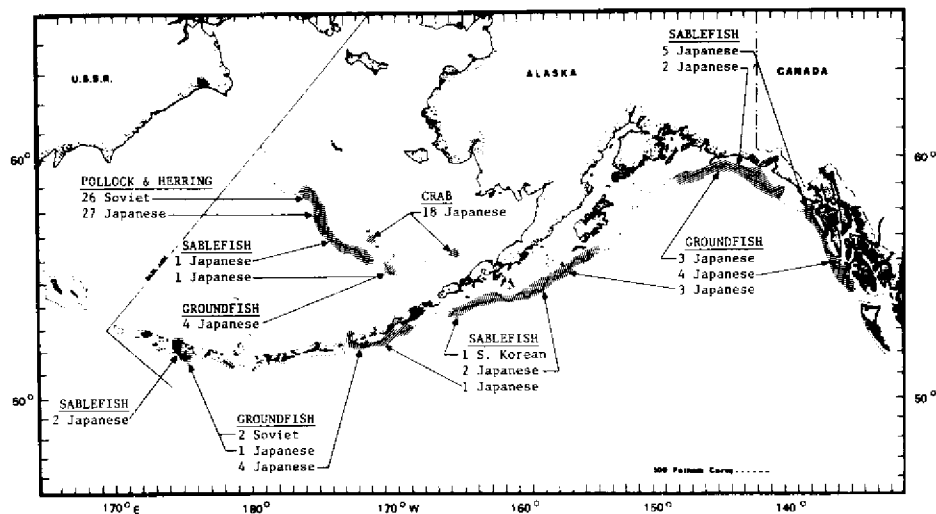 SABLEFISH
5 Japanese
2 Japanese
U.S.S.R.
ALASKA
CANADA
60°
60°
POLLOCK & HERRING
26 Soviet
27 Japanese
CRAB
18 Japanese
SABLEFISH
1 Japanese
1 Japanese
GROUNDFISH
3 Japanese
4 Japanese
3 Japanese
GROUNDFISH
4 Japanese
SABLEFISH
1 S. Korean
2 Japanese
1 Japanese
50°
50°
SABLEFISH
2 Japanese
GROUNDFISH
2 Soviet
1 Japanese
4 Japanese
100 Fathom Curve
170°E
180°
170°W
160°
150°
140°